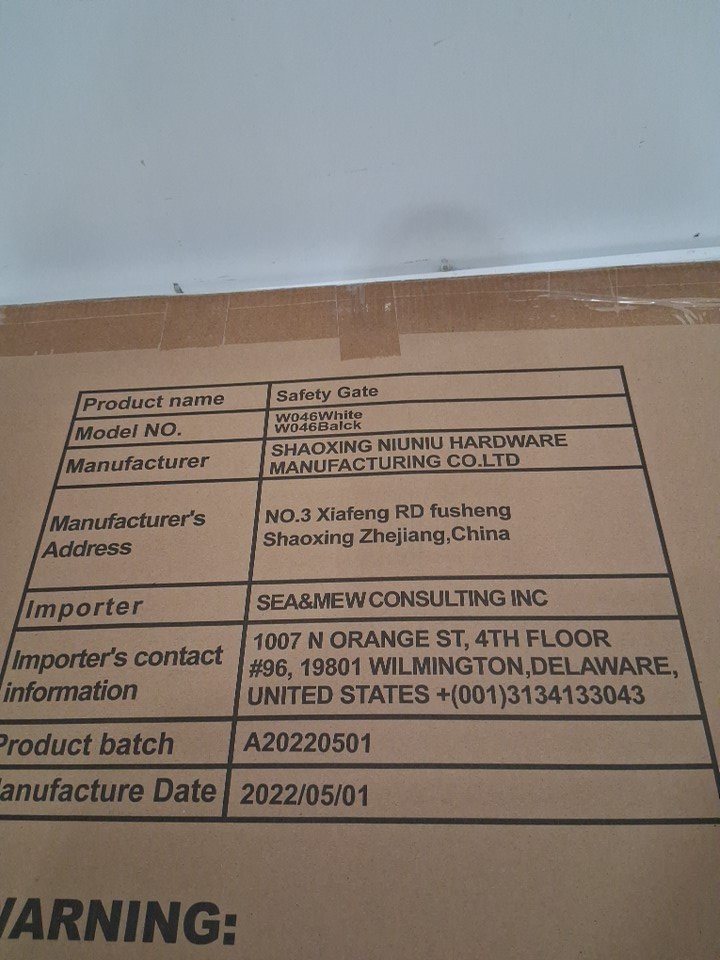 Product name Safety Gate
Model NO. W046White
W046Balck
Manufacturer SHAOXING NIUNIU HARDWARE
MANUFACTURING CO.LTD
Manufacturer's
Address
NO.3 Xiafeng RD fusheng
Shaoxing Zhejiang,China
Importer SEA&MEW CONSULTING INC
Importer's contact
information
1007 N ORANGE ST, 4TH FLOOR
#96, 19801 WILMINGTON,DELAWARE,
UNITED STATES +(001)3134133043
Product batch A20220501
anufacture Date 2022/05/01
WARNING: